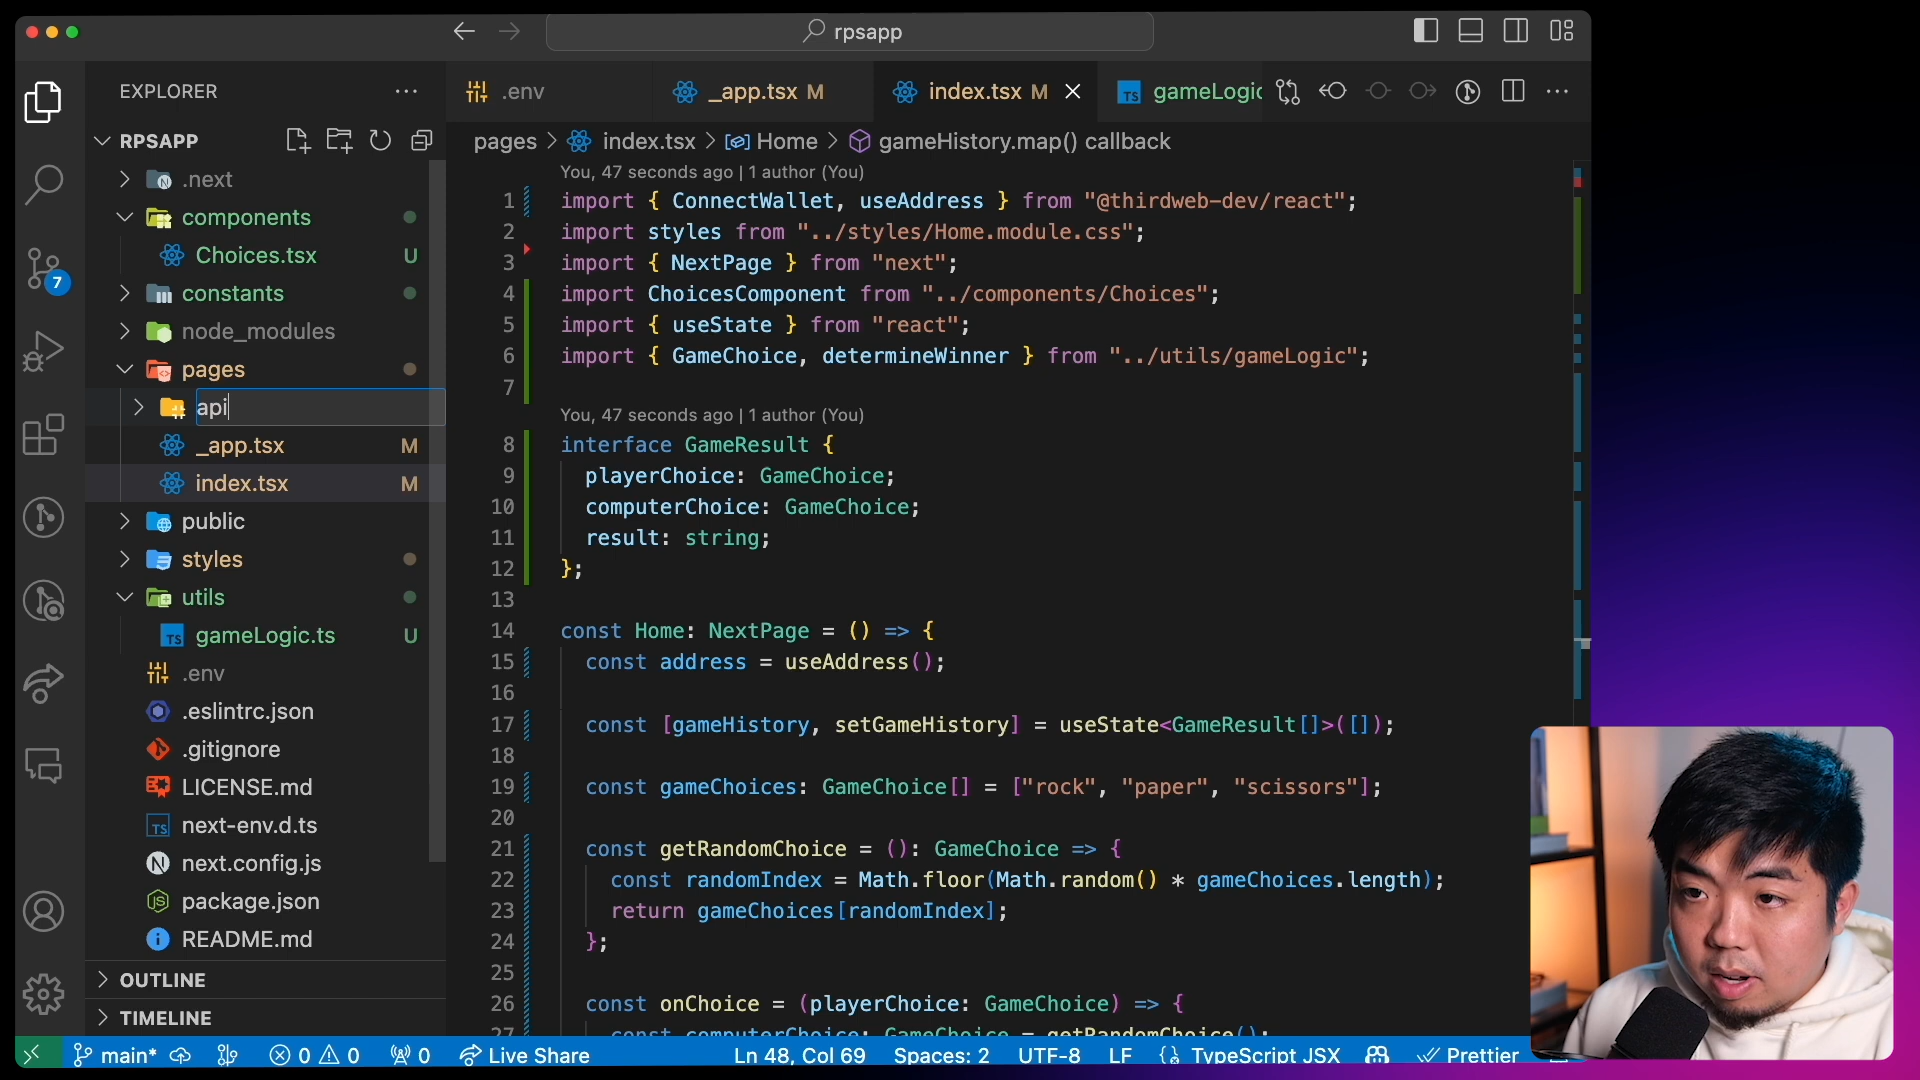 rpsapp
EXPLORER
RPSAPP
.next
components
Choices.tsx U
constants
node_modules
pages
api
_app.tsx M
index.tsx M
public
styles
utils
gameLogic.ts U
.env
.eslintrc.json
.gitignore
LICENSE.md
next-env.d.ts
next.config.js
package.json
README.md
OUTLINE
TIMELINE
7
.env
_app.tsx M
index.tsx M
gameLogic
pages > index.tsx > Home > gameHistory.map() callback
You, 47 seconds ago | 1 author (You)
1 import { ConnectWallet, useAddress } from "@thirdweb-dev/react";
2 import styles from "../styles/Home.module.css";
3 import { NextPage } from "next";
4 import ChoicesComponent from "../components/Choices";
5 import { useState } from "react";
6 import { GameChoice, determineWinner } from "../utils/gameLogic";
7
You, 47 seconds ago | 1 author (You)
8 interface GameResult {
9 playerChoice: GameChoice;
10 computerChoice: GameChoice;
11 result: string;
12 };
13
14 const Home: NextPage = () => {
15 const address = useAddress();
16
17 const [gameHistory, setGameHistory] = useState<GameResult[]>([]);
18
19 const gameChoices: GameChoice[] = ["rock", "paper", "scissors"];
20
21 const getRandomChoice = (): GameChoice => {
22 const randomIndex = Math.floor(Math.random() * gameChoices.length);
23 return gameChoices[randomIndex];
24 };
25
26 const onChoice = (playerChoice: GameChoice) => {
27 const computerChoice: GameChoice = getRandomChoice();
main* 0 0 0 Live Share Ln 48, Col 69 Spaces: 2 UTF-8 LF TypeScript JSX Prettier